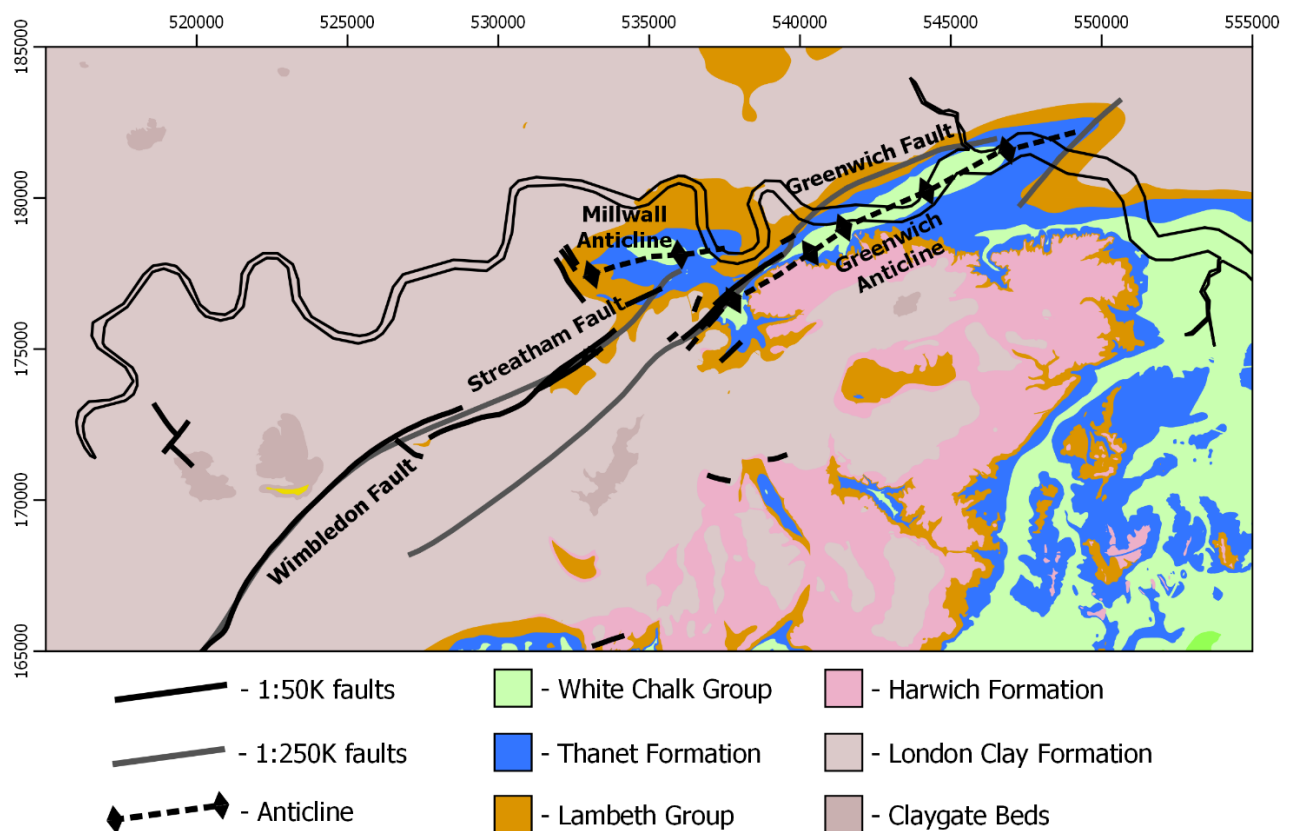 520000 525000 530000 535000 540000 545000 550000 555000
185000
180000
175000
170000
165000
Greenwich Fault
Millwall
Anticline
Greenwich
Anticline
Streatham Fault
Wimbledon Fault
- 1:50K faults
- White Chalk Group
- Harwich Formation
- 1:250K faults
- Thanet Formation
- London Clay Formation
- Anticline
- Lambeth Group
- Claygate Beds